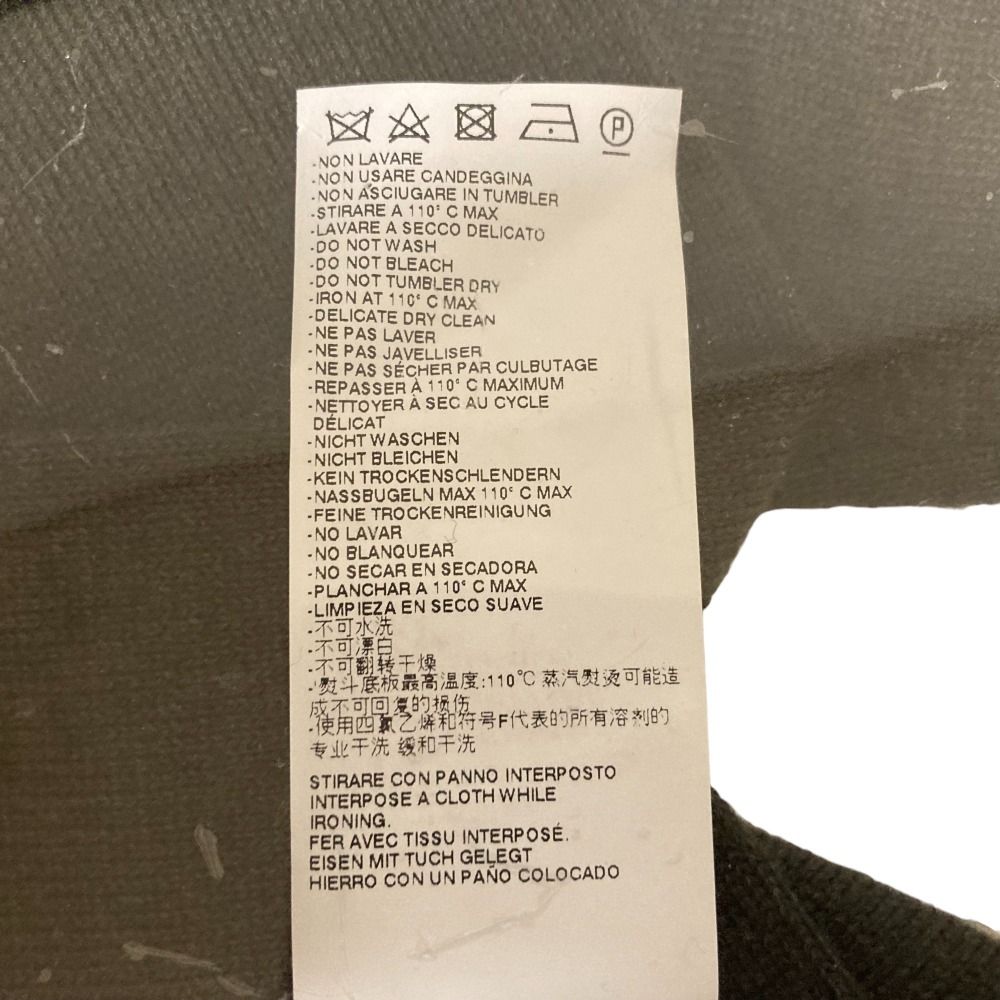 P
-NON LAVARE
-NON USARE CANDEGGINA
-NON ASCIUGARE IN TUMBLER
-STIRARE A 110° C MAX
-LAVARE A SECCO DELICATO
-DO NOT WASH
-DO NOT BLEACH
-DO NOT TUMBLER DRY
-IRON AT 110° C MAX
-DELICATE DRY CLEAN
-NE PAS LAVER
-NE PAS JAVELLISER
-NE PAS SÉCHER PAR CULBUTAGE
-REPASSER À 110° C MAXIMUM
-NETTOYER À SEC AU CYCLE
DÉLICAT
-NICHT WASCHEN
-NICHT BLEICHEN
-KEIN TROCKENSCHLENDERN
-NASSBUGELN MAX 110° C MAX
-FEINE TROCKENREINIGUNG
-NO LAVAR
-NO BLANQUEAR
-NO SECAR EN SECADORA
-PLANCHAR A 110° C MAX
-LIMPIEZA EN SECO SUAVE
-不可水洗
-不可漂白
-不可翻转干燥
-熨斗底板最高温度:110℃ 蒸汽熨烫可能造
成不可回复的损伤
-使用四氯乙烯和符号F代表的所有溶剂的
专业干洗 缓和干洗
STIRARE CON PANNO INTERPOSTO
INTERPOSE A CLOTH WHILE
IRONING.
FER AVEC TISSU INTERPOSÉ.
EISEN MIT TUCH GELEGT
HIERRO CON UN PAÑO COLOCADO